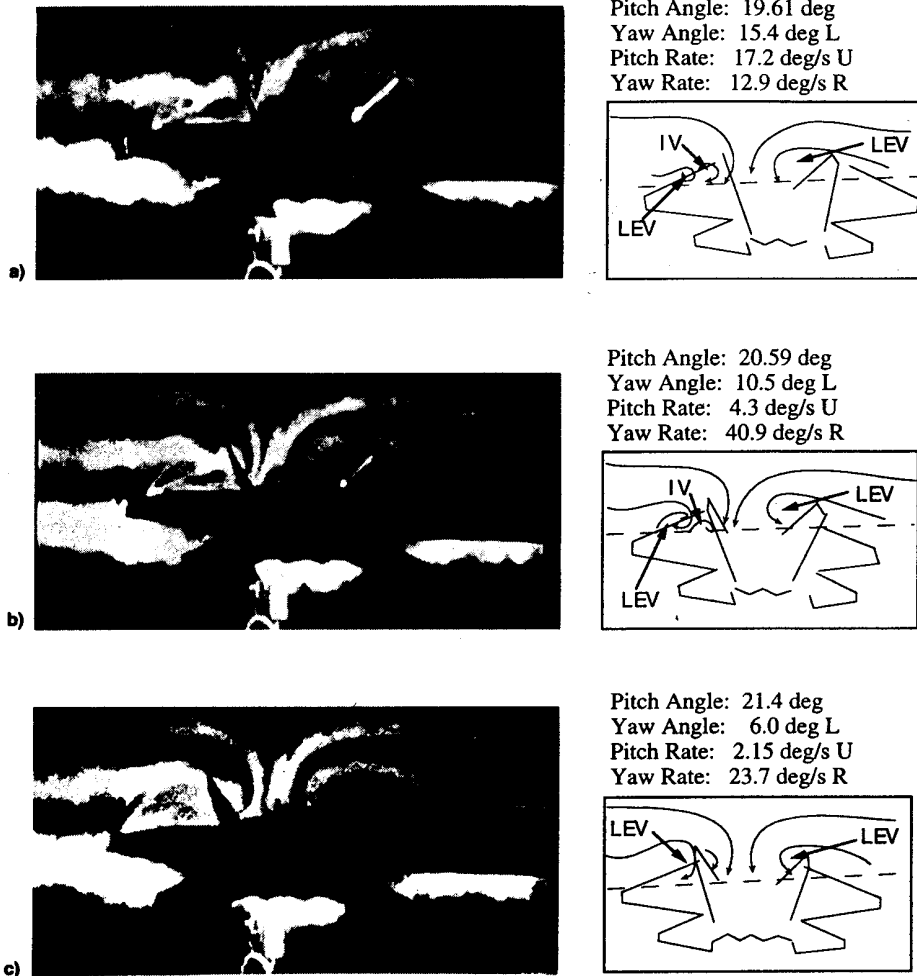 Pitch Angle: 19.61 deg
Yaw Angle: 15.4 deg L
Pitch Rate: 17.2 deg/s U
Yaw Rate: 12.9 deg/s R
IV
LEV
LEV
a)
Pitch Angle: 20.59 deg
Yaw Angle: 10.5 deg L
Pitch Rate: 4.3 deg/s U
Yaw Rate: 40.9 deg/s R
IV
LEV
LEV
b)
Pitch Angle: 21.4 deg
Yaw Angle: 6.0 deg L
Pitch Rate: 2.15 deg/s U
Yaw Rate: 23.7 deg/s R
LEV
LEV
c)